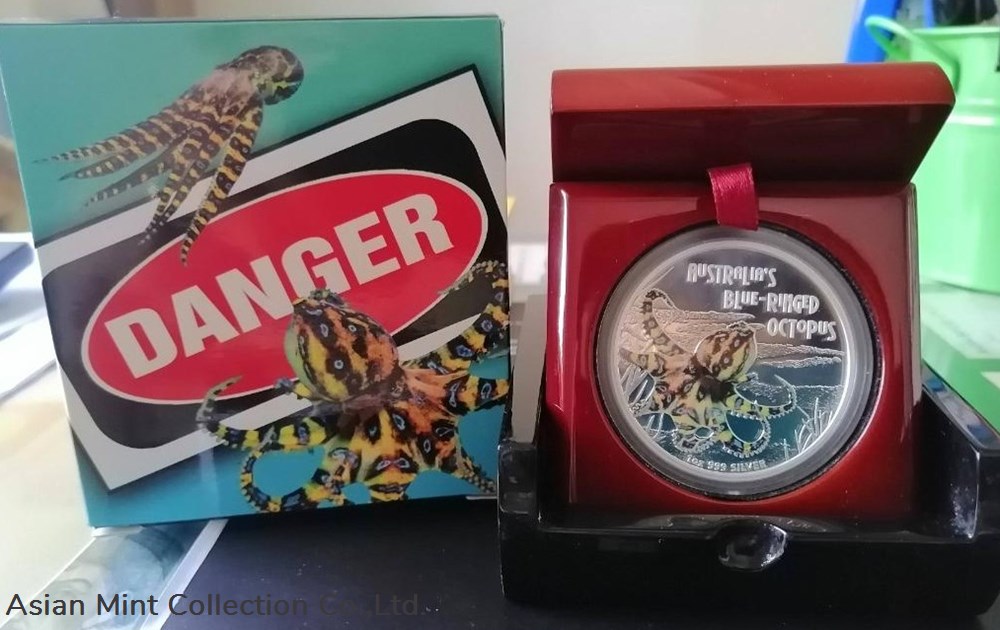 DANGER
AUSTRALIA'S
BLUE-RINGED
OCTOPUS
1oz 999 SILVER
Asian Mint Collection Co.,Ltd.